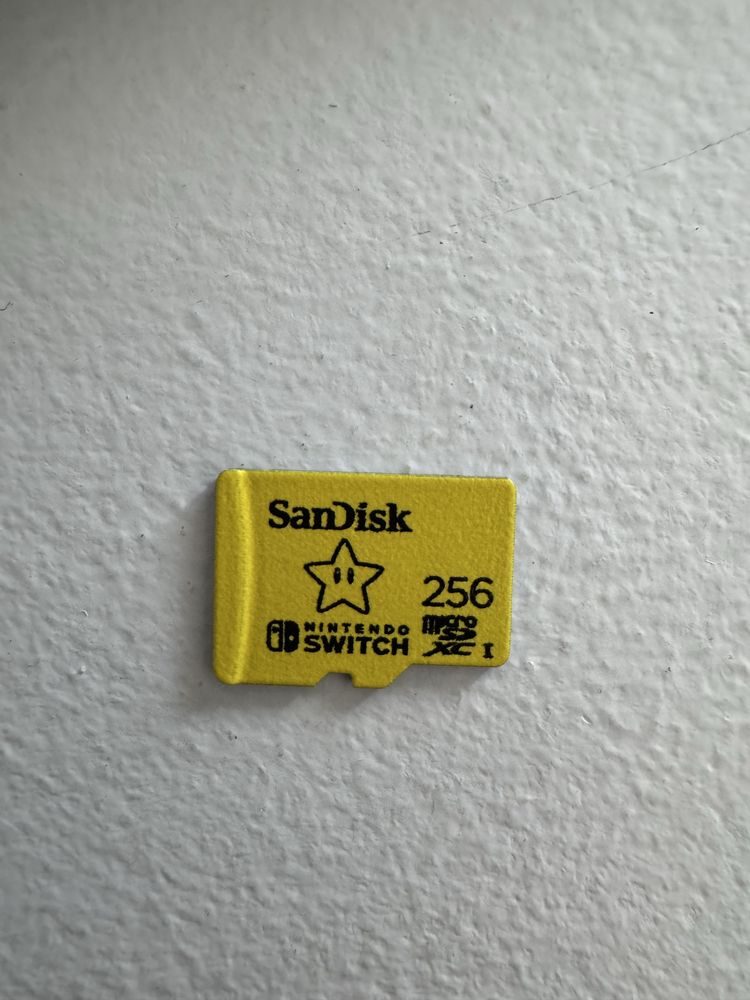 SanDisk
256
NINTENDO
SWITCH
micro
SD
XC I